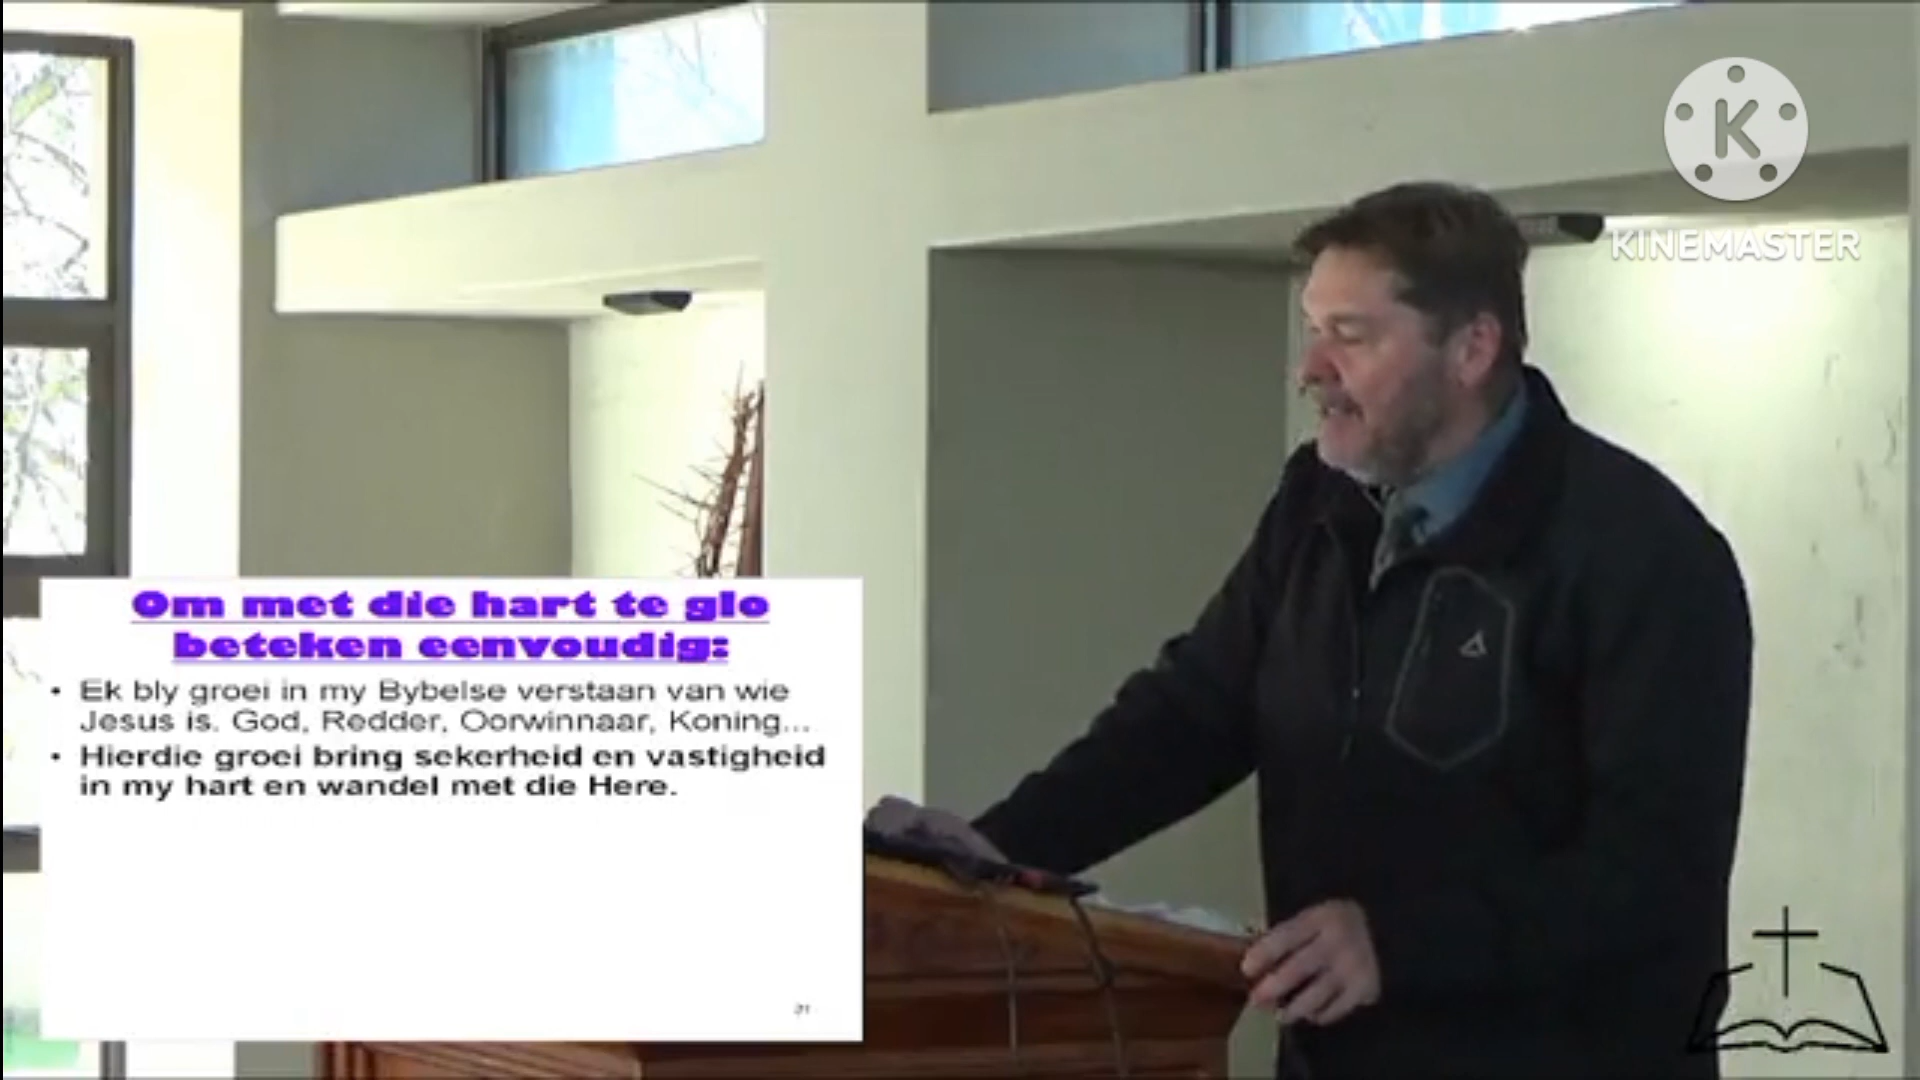 K
KINEMASTER
Om met die hart te glo
beteken eenvoudig:
• Ek bly groei in my Bybelse verstaan van wie
Jesus is. God, Redder, Oorwinnaar, Koning...
• Hierdie groei bring sekerheid en vastigheid
in my hart en wandel met die Here.